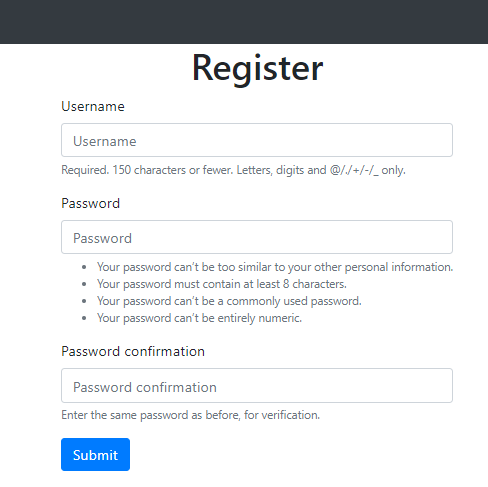 Register
Username
Username
Required. 150 characters or fewer. Letters, digits and @/./+/-/_ only.
Password
Password
Your password can't be too similar to your other personal information.
Your password must contain at least 8 characters.
Your password can't be a commonly used password.
Your password can't be entirely numeric.
Password confirmation
Password confirmation
Enter the same password as before, for verification.
Submit